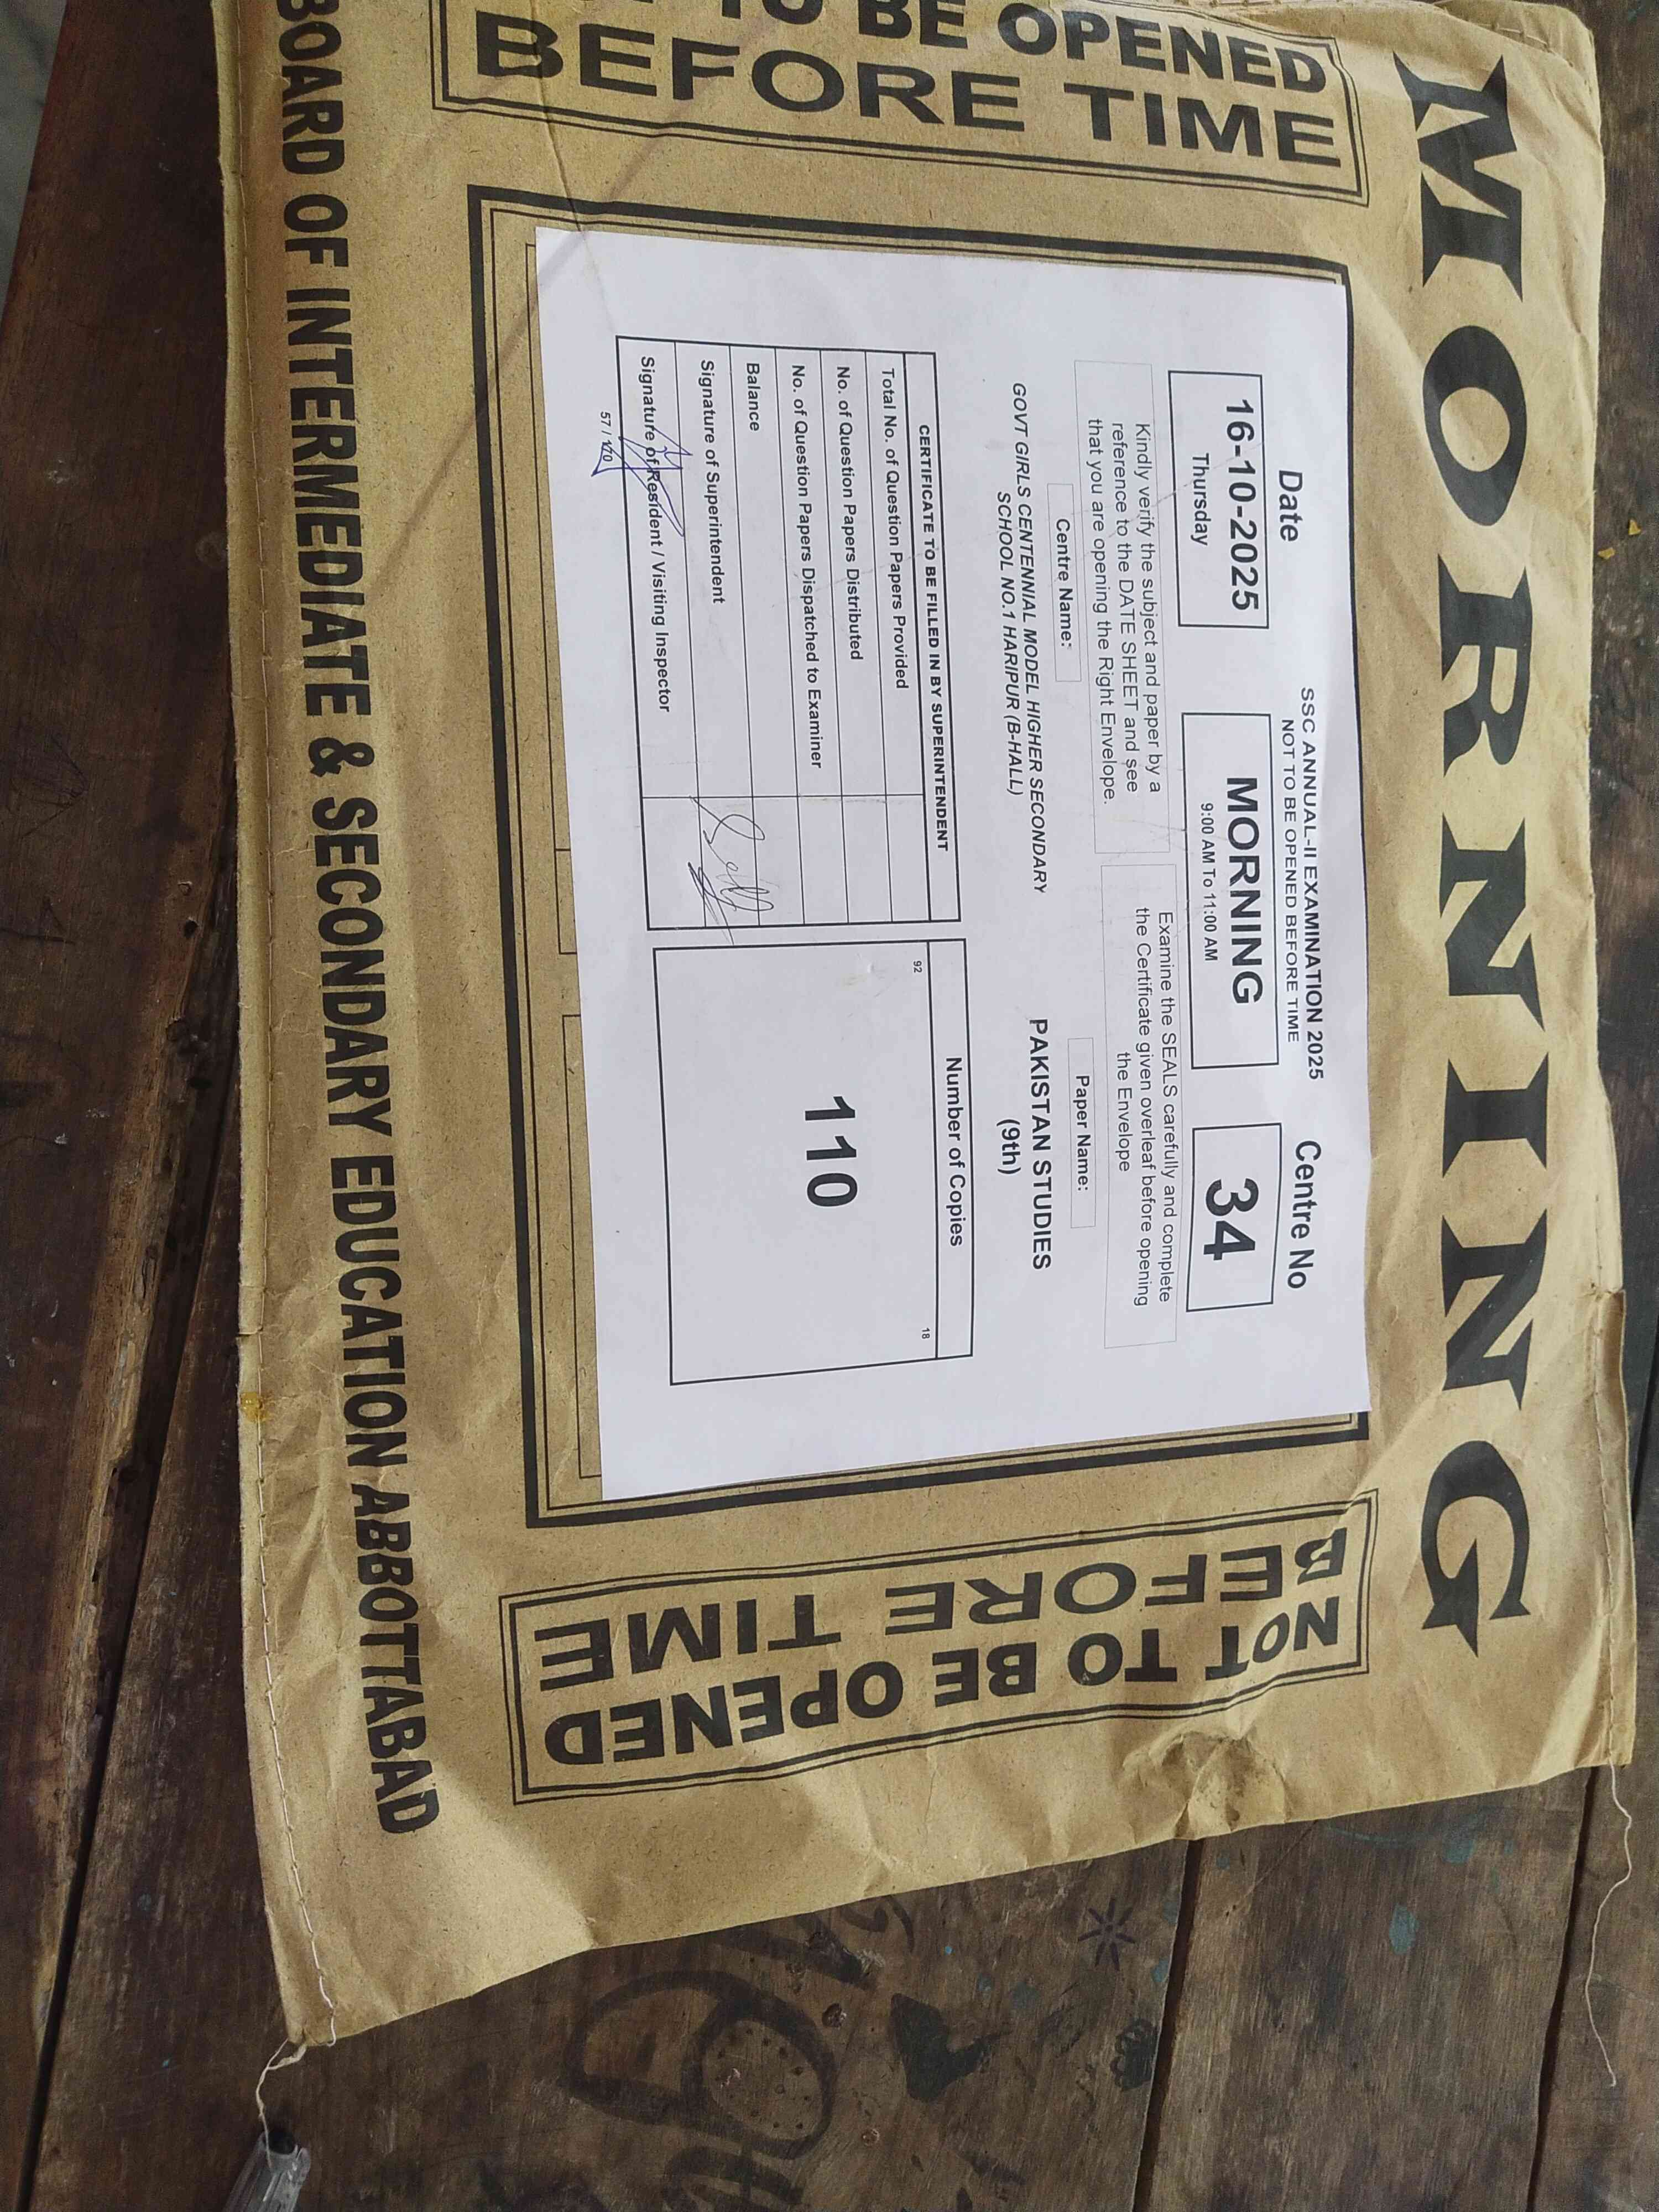 MORNING
TO BE OPENED
BEFORE TIME
Date
16-10-2025
Thursday
SSC ANNUAL-II EXAMINATION 2025
NOT TO BE OPENED BEFORE TIME
MORNING
9:00 AM To 11:00 AM
Centre No
34
Kindly verify the subject and paper by a
reference to the DATE SHEET and see
that you are opening the Right Envelope.
Examine the SEALS carefully and complete
the Certificate given overleaf before opening
the Envelope
Centre Name:
Paper Name:
GOVT GIRLS CENTENNIAL MODEL HIGHER SECONDARY
SCHOOL NO.1 HARIPUR (B-HALL)
PAKISTAN STUDIES
(9th)
CERTIFICATE TO BE FILLED IN BY SUPERINTENDENT
Total No. of Question Papers Provided
No. of Question Papers Distributed
No. of Question Papers Dispatched to Examiner
Balance
Signature of Superintendent
Signature of Resident / Visiting Inspector
57 / 170
Number of Copies
92
18
110
NOT TO BE OPENED
BEFORE TIME
BOARD OF INTERMEDIATE & SECONDARY EDUCATION ABBOTTABAD